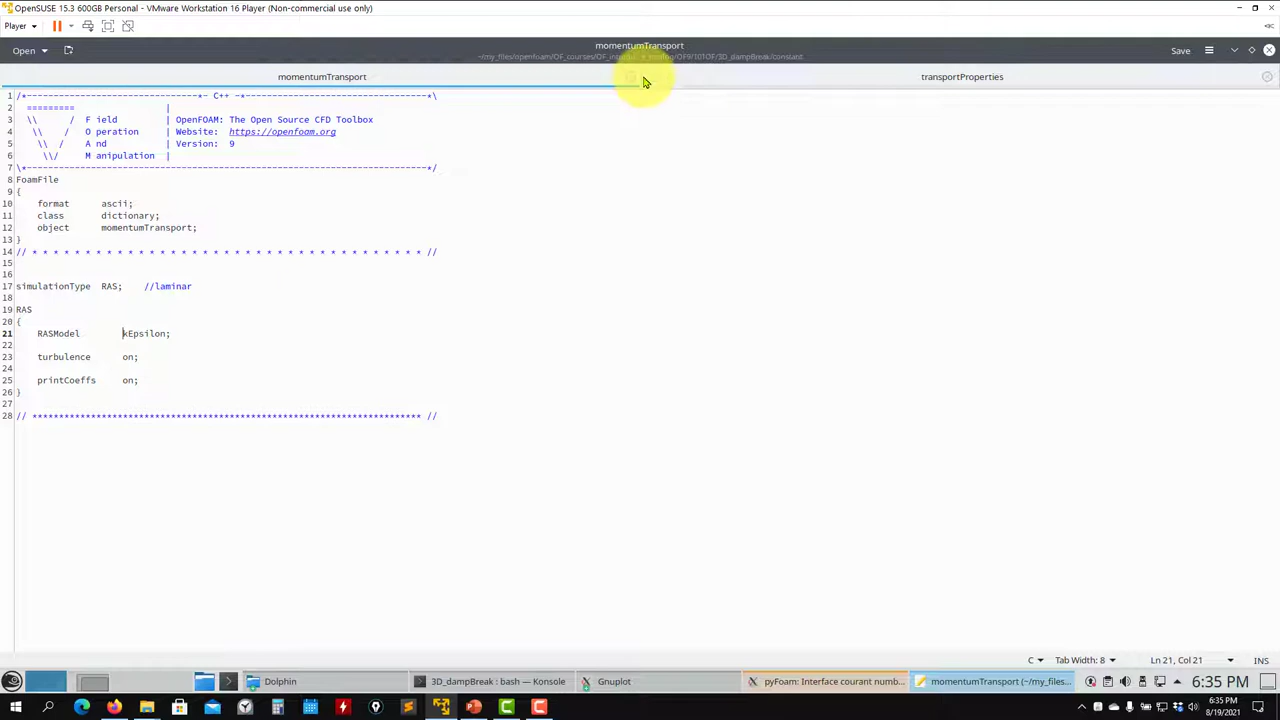 OpenSUSE 15.3 600GB Personal - VMware Workstation 16 Player (Non-commercial use only)
Player
Open
momentumTransport
Save
momentumTransport
transportProperties
1 /*--------------------------------*- C++ -*----------------------------------*\
2   =========                 |
3   \\      /  F ield         | OpenFOAM: The Open Source CFD Toolbox
4    \\    /   O peration     | Website:  https://openfoam.org
5     \\  /    A nd           | Version:  9
6      \\/     M anipulation  |
7 \*---------------------------------------------------------------------------*/
8 FoamFile
9 {
10     format      ascii;
11     class       dictionary;
12     object      momentumTransport;
13 }
14 // * * * * * * * * * * * * * * * * * * * * * * * * * * * * * * * * * * * * * //
15
16
17 simulationType  RAS;    //laminar
18
19 RAS
20 {
21     RASModel        kEpsilon;
22
23     turbulence      on;
24
25     printCoeffs     on;
26 }
27
28 // ************************************************************************* //
C
Tab Width: 8
Ln 21, Col 21
INS
Dolphin
3D_dampBreak : bash — Konsole
Gnuplot
pyFoam: Interface courant numb...
momentumTransport (~/my_files...
6:35 PM
6:35 PM
8/19/2021